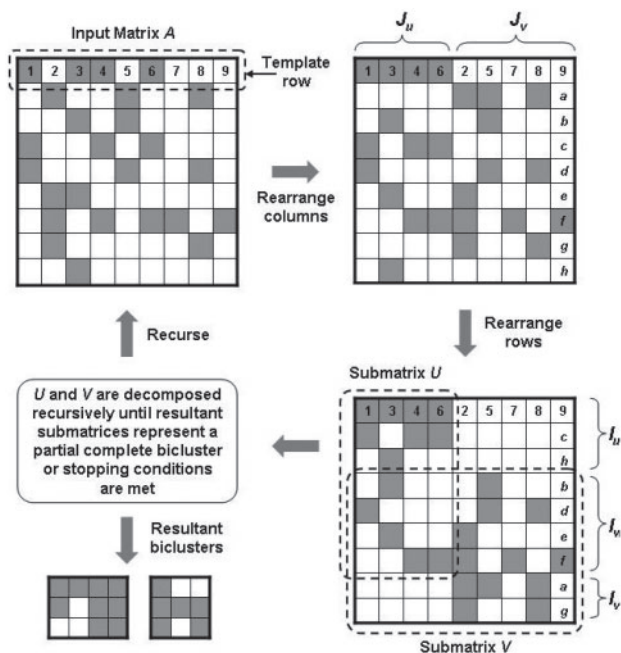 Input Matrix A
1 2 3 4 5 6 7 8 9
Template
row
Rearrange
columns
J_u J_v
1 3 4 6 2 5 7 8 9
a
b
c
d
e
f
g
h
Rearrange
rows
Submatrix U
1 3 4 6 2 5 7 8 9
c
h
b
d
e
f
a
g
I_u
I_w
I_v
Submatrix V
Recurse
U and V are decomposed
recursively until resultant
submatrices represent a
partial complete bicluster
or stopping conditions
are met
Resultant
biclusters